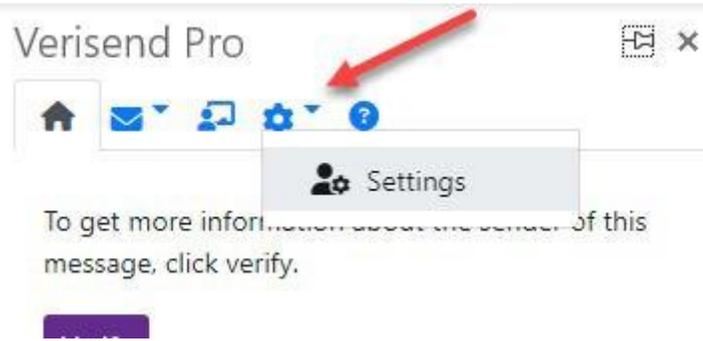 Verisend Pro
Settings
To get more information about the sender of this
message, click verify.